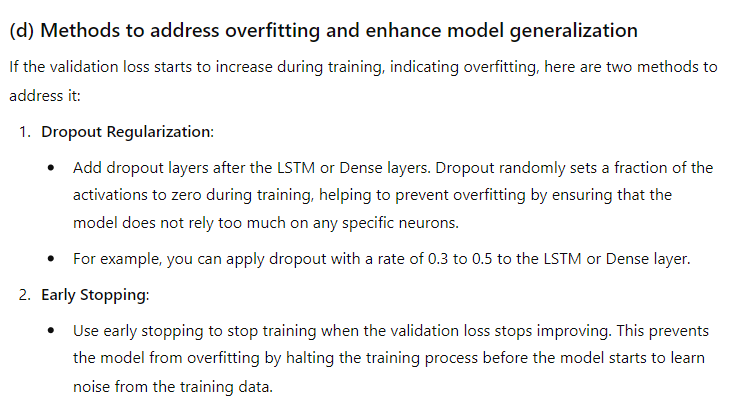 (d) Methods to address overfitting and enhance model generalization
If the validation loss starts to increase during training, indicating overfitting, here are two methods to
address it:
1. Dropout Regularization:
• Add dropout layers after the LSTM or Dense layers. Dropout randomly sets a fraction of the
activations to zero during training, helping to prevent overfitting by ensuring that the
model does not rely too much on any specific neurons.
• For example, you can apply dropout with a rate of 0.3 to 0.5 to the LSTM or Dense layer.
2. Early Stopping:
• Use early stopping to stop training when the validation loss stops improving. This prevents
the model from overfitting by halting the training process before the model starts to learn
noise from the training data.